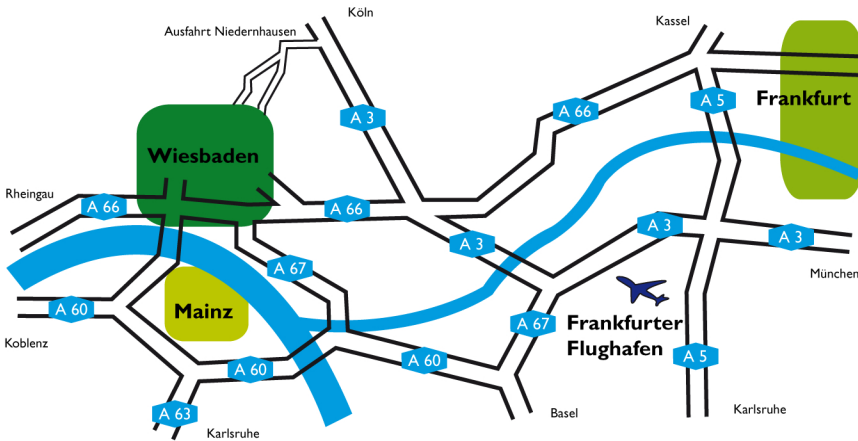 Köln
Ausfahrt Niedernhausen
Kassel
A 5
Frankfurt
A 66
A 3
Wiesbaden
Rheingau
A 66
A 66
A 3
A 3
A 3
München
A 67
A 60
Mainz
A 67
Frankfurter
Flughafen
Koblenz
A 60
A 60
A 5
A 63
Karlsruhe
Basel
Karlsruhe